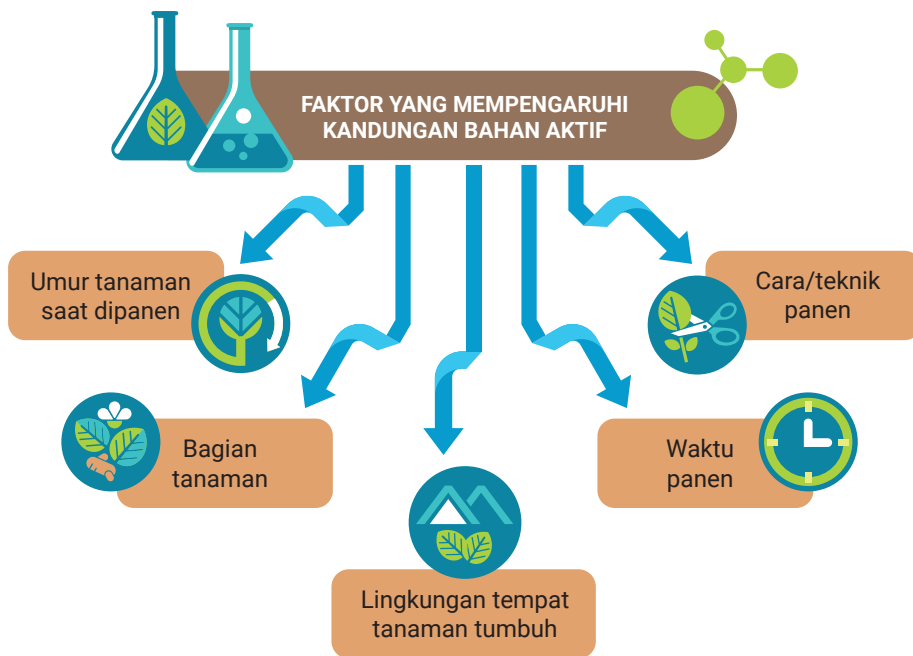 FAKTOR YANG MEMPENGARUHI
KANDUNGAN BAHAN AKTIF
Umur tanaman
saat dipanen
Cara/teknik
panen
Bagian
tanaman
Waktu
panen
Lingkungan tempat
tanaman tumbuh